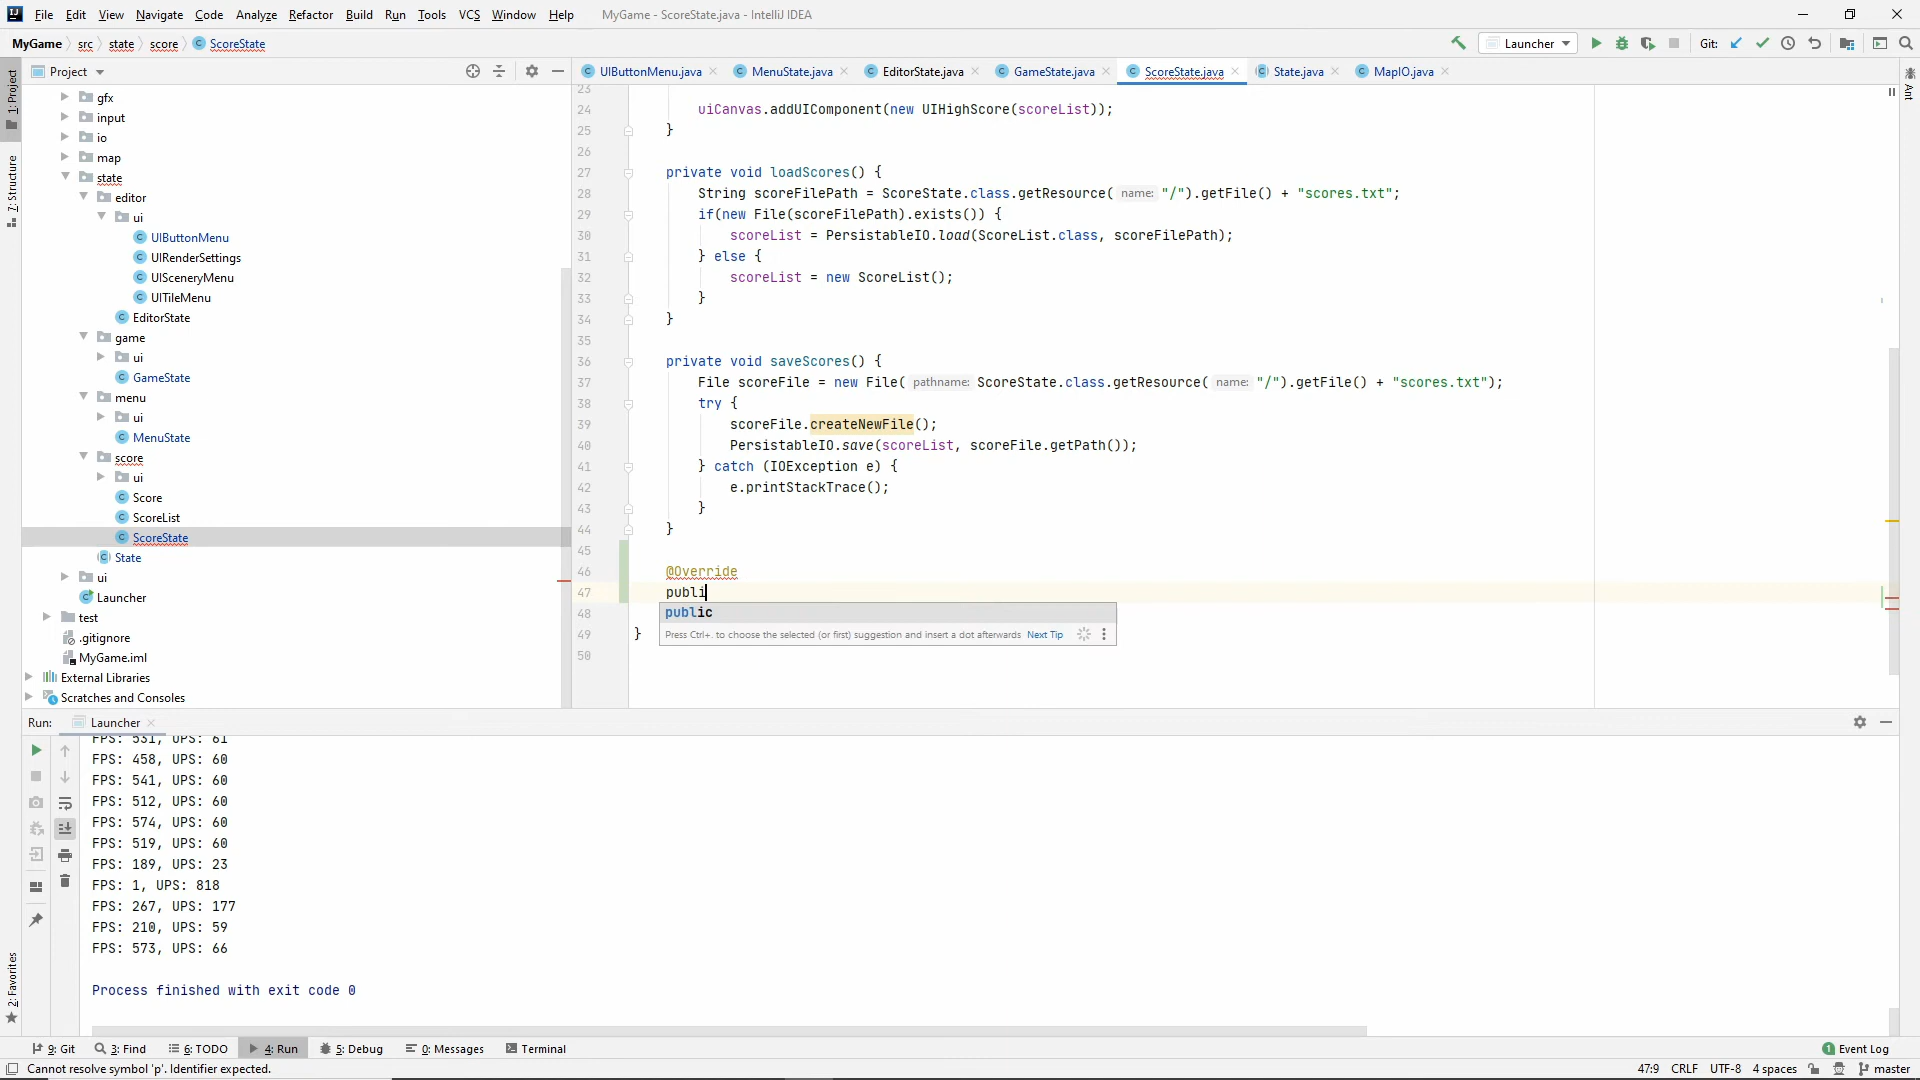 File Edit View Navigate Code Analyze Refactor Build Run Tools VCS Window Help MyGame - ScoreState.java - IntelliJ IDEA
MyGame src state score ScoreState Launcher Git:
Project
UIButtonMenu.java MenuState.java EditorState.java GameState.java ScoreState.java State.java MapIO.java
1: Project
7: Structure
2: Favorites
Ant
gfx
input
io
map
state
editor
ui
UIButtonMenu
UIRenderSettings
UISceneryMenu
UITileMenu
EditorState
game
ui
GameState
menu
ui
MenuState
score
ui
Score
ScoreList
ScoreState
State
ui
Launcher
test
.gitignore
MyGame.iml
External Libraries
Scratches and Consoles
23
24 uiCanvas.addUIComponent(new UIHighScore(scoreList));
25 }
26
27 private void loadScores() {
28 String scoreFilePath = ScoreState.class.getResource( name: "/").getFile() + "scores.txt";
29 if(new File(scoreFilePath).exists()) {
30 scoreList = PersistableIO.load(ScoreList.class, scoreFilePath);
31 } else {
32 scoreList = new ScoreList();
33 }
34 }
35
36 private void saveScores() {
37 File scoreFile = new File( pathname: ScoreState.class.getResource( name: "/").getFile() + "scores.txt");
38 try {
39 scoreFile.createNewFile();
40 PersistableIO.save(scoreList, scoreFile.getPath());
41 } catch (IOException e) {
42 e.printStackTrace();
43 }
44 }
45
46 @Override
47 publi
48 public
Press Ctrl+. to choose the selected (or first) suggestion and insert a dot afterwards Next Tip
49 }
50
Run: Launcher
FPS: 531, UPS: 61
FPS: 458, UPS: 60
FPS: 541, UPS: 60
FPS: 512, UPS: 60
FPS: 574, UPS: 60
FPS: 519, UPS: 60
FPS: 189, UPS: 23
FPS: 1, UPS: 818
FPS: 267, UPS: 177
FPS: 210, UPS: 59
FPS: 573, UPS: 66
Process finished with exit code 0
9: Git 3: Find 6: TODO 4: Run 5: Debug 0: Messages Terminal 1 Event Log
Cannot resolve symbol 'p'. Identifier expected. 47:9 CRLF UTF-8 4 spaces master